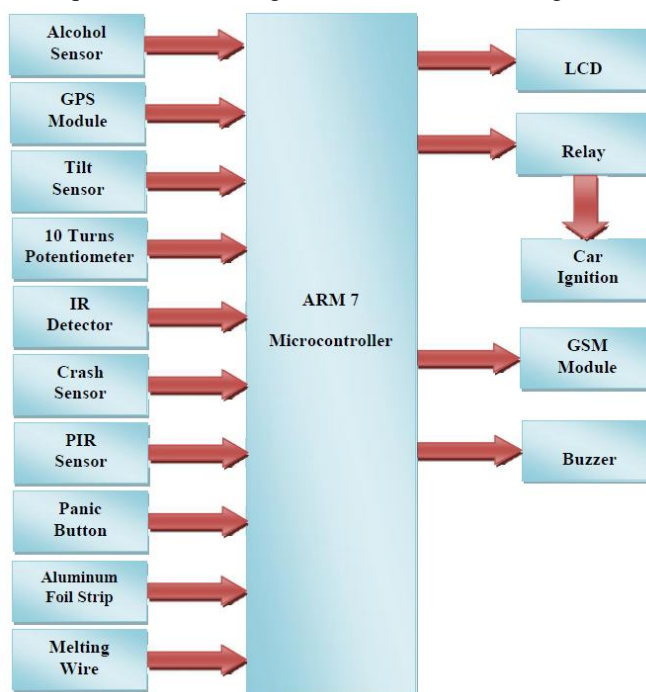 Alcohol
Sensor
GPS
Module
Tilt
Sensor
10 Turns
Potentiometer
IR
Detector
Crash
Sensor
PIR
Sensor
Panic
Button
Aluminum
Foil Strip
Melting
Wire
ARM 7
Microcontroller
LCD
Relay
Car
Ignition
GSM
Module
Buzzer